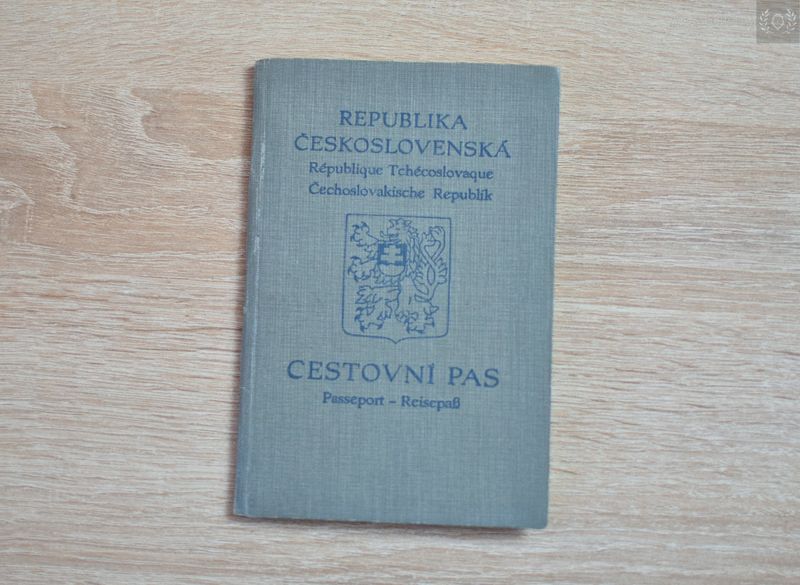 REPUBLIKA
ČESKOSLOVENSKÁ
République Tchécoslovaque
Čechoslovakische Republik
CESTOVNÍ PAS
Passeport – Reisepaß